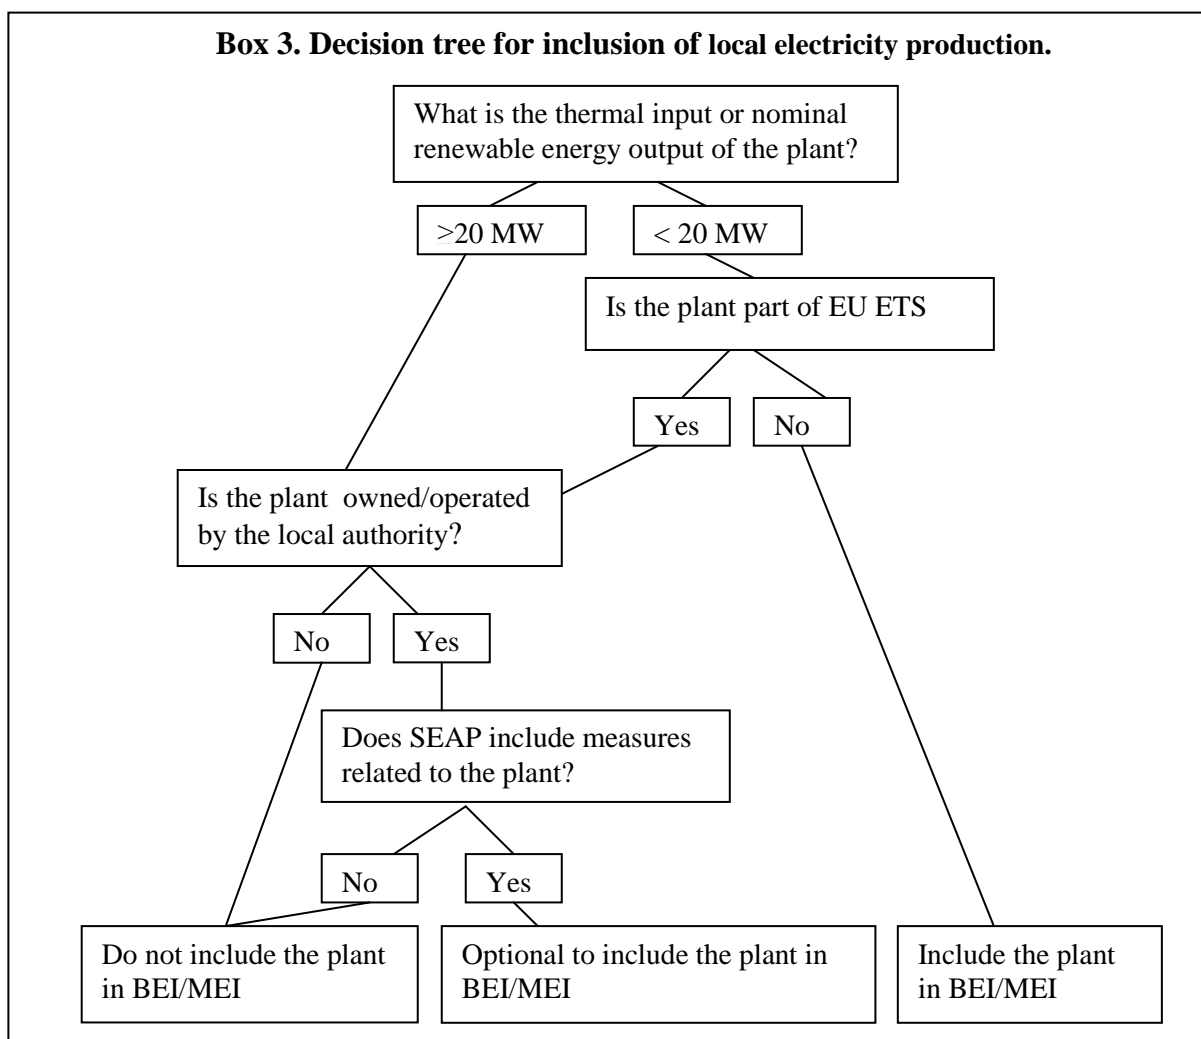 Box 3. Decision tree for inclusion of local electricity production.
What is the thermal input or nominal
renewable energy output of the plant?
≥20 MW
< 20 MW
Is the plant part of EU ETS
Yes
No
Is the plant owned/operated
by the local authority?
No
Yes
Does SEAP include measures
related to the plant?
No
Yes
Do not include the plant
in BEI/MEI
Optional to include the plant in
BEI/MEI
Include the plant
in BEI/MEI